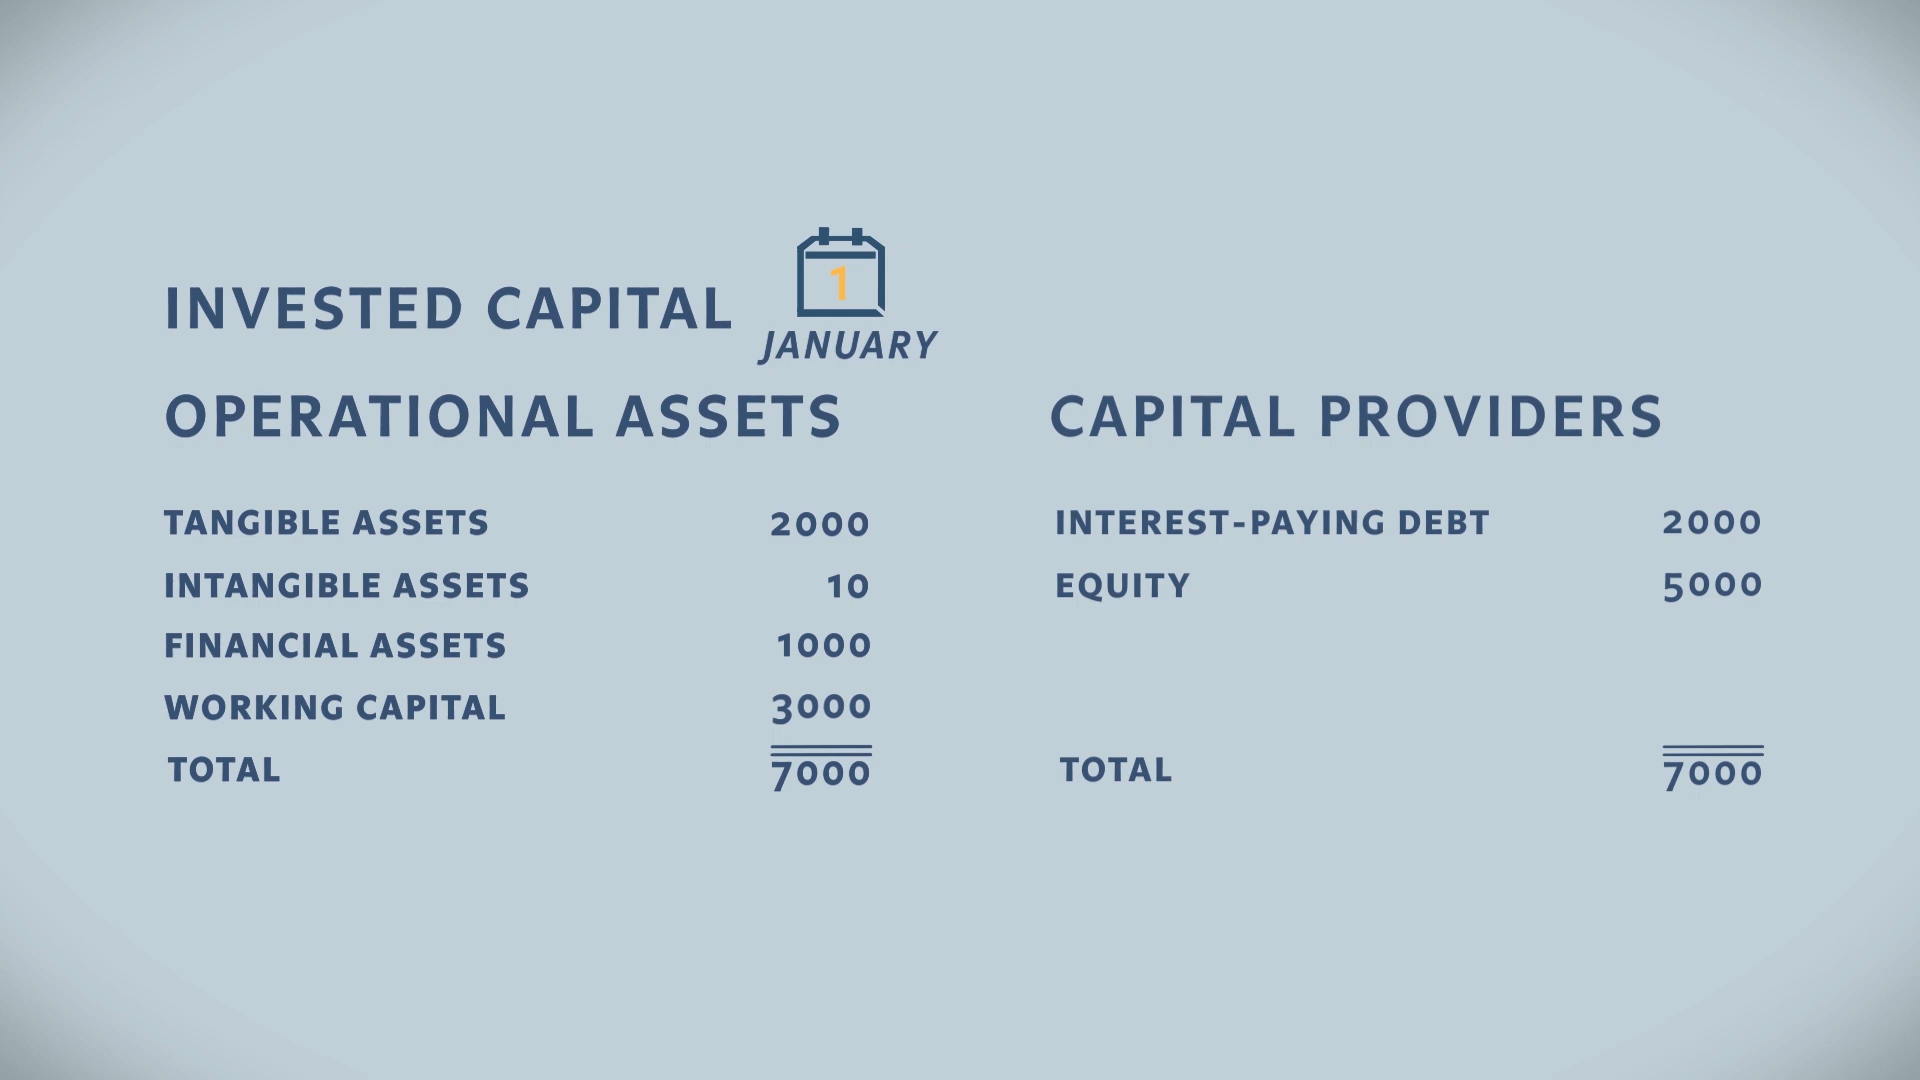 INVESTED CAPITAL
1
JANUARY
OPERATIONAL ASSETS
TANGIBLE ASSETS 2000
INTANGIBLE ASSETS 10
FINANCIAL ASSETS 1000
WORKING CAPITAL 3000
TOTAL 7000
CAPITAL PROVIDERS
INTEREST-PAYING DEBT 2000
EQUITY 5000
TOTAL 7000